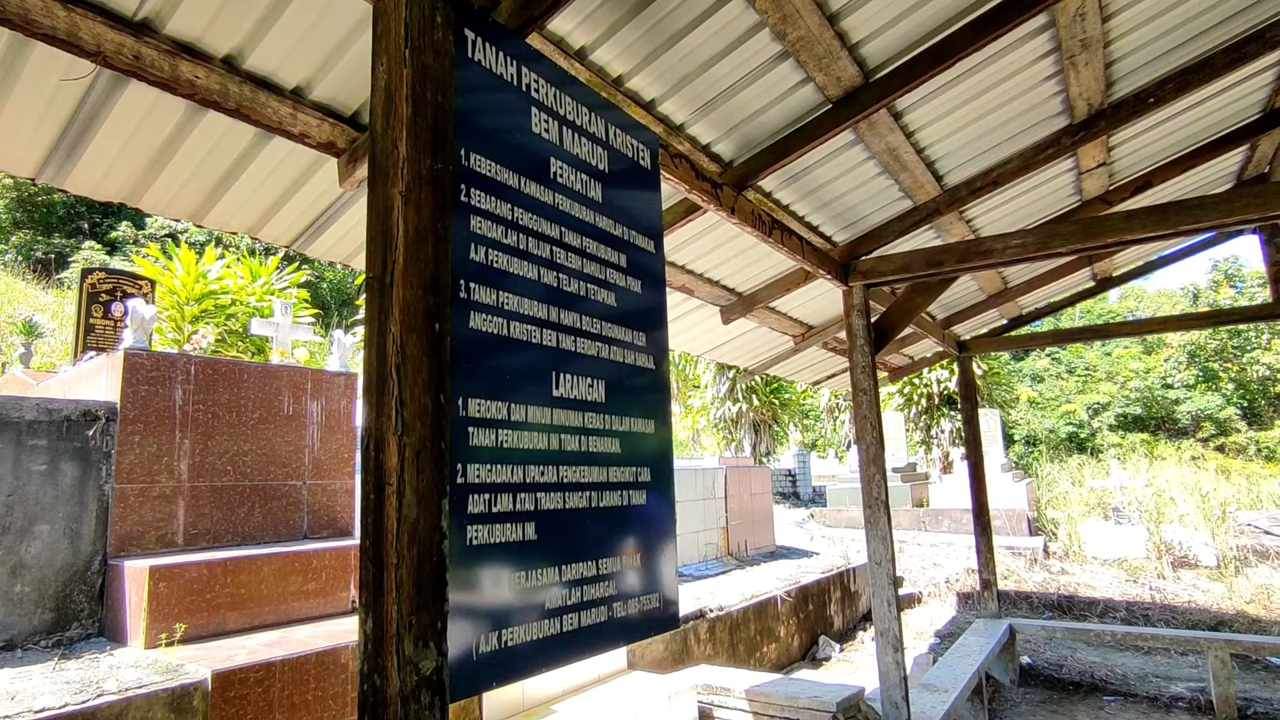 TANAH PERKUBURAN KRISTEN
BEM MARUDI
PERHATIAN
1. KEBERSIHAN KAWASAN PERKUBURAN HARUSLAH DI UTAMAKAN.
2. SEBARANG PENGGUNAAN TANAH PERKUBURAN INI
HENDAKLAH DI RUJUK TERLEBIH DAHULU KEPADA PIHAK
AJK PERKUBURAN YANG TELAH DI TETAPKAN.
3. TANAH PERKUBURAN INI HANYA BOLEH DIGUNAKAN OLEH
ANGGOTA KRISTEN BEM YANG BERDAFTAR ATAU SAH SAHAJA.
LARANGAN
1. MEROKOK DAN MINUM MINUMAN KERAS DI DALAM KAWASAN
TANAH PERKUBURAN INI TIDAK DI BENARKAN.
2. MENGADAKAN UPACARA PENGKEBUMIAN MENGIKUT CARA
ADAT LAMA ATAU TRADISI SANGAT DI LARANG DI TANAH
PERKUBURAN INI.
KERJASAMA DARIPADA SEMUA PIHAK
AMATLAH DIHARGAI.
( AJK PERKUBURAN BEM MARUDI - TEL: 085-755382 )
NIBONG